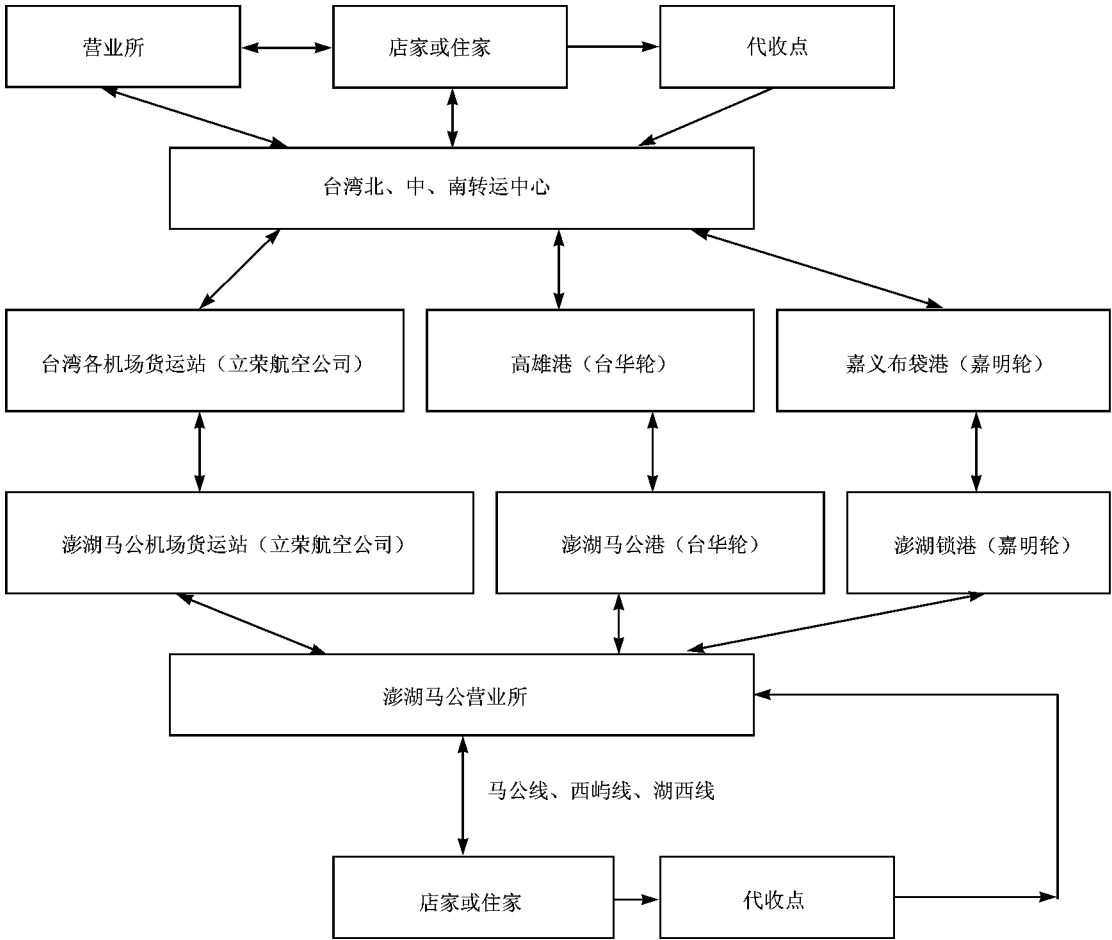 营业所
店家或住家
代收点
台湾北、中、南转运中心
台湾各机场货运站（立荣航空公司）
高雄港（台华轮）
嘉义布袋港（嘉明轮）
澎湖马公机场货运站（立荣航空公司）
澎湖马公港（台华轮）
澎湖锁港（嘉明轮）
澎湖马公营业所
马公线、西屿线、湖西线
店家或住家
代收点